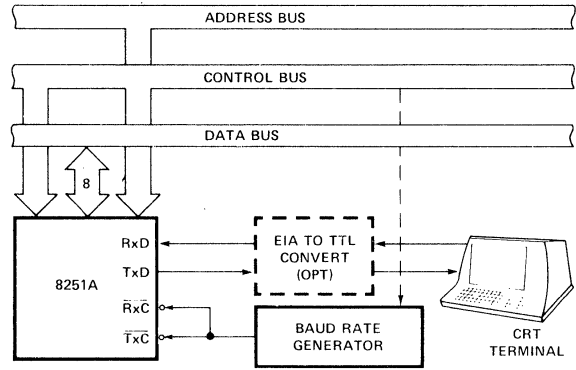 ADDRESS BUS
CONTROL BUS
DATA BUS
8
8251A
RxD
TxD
RxC
TxC
EIA TO TTL
CONVERT
(OPT)
BAUD RATE
GENERATOR
CRT
TERMINAL